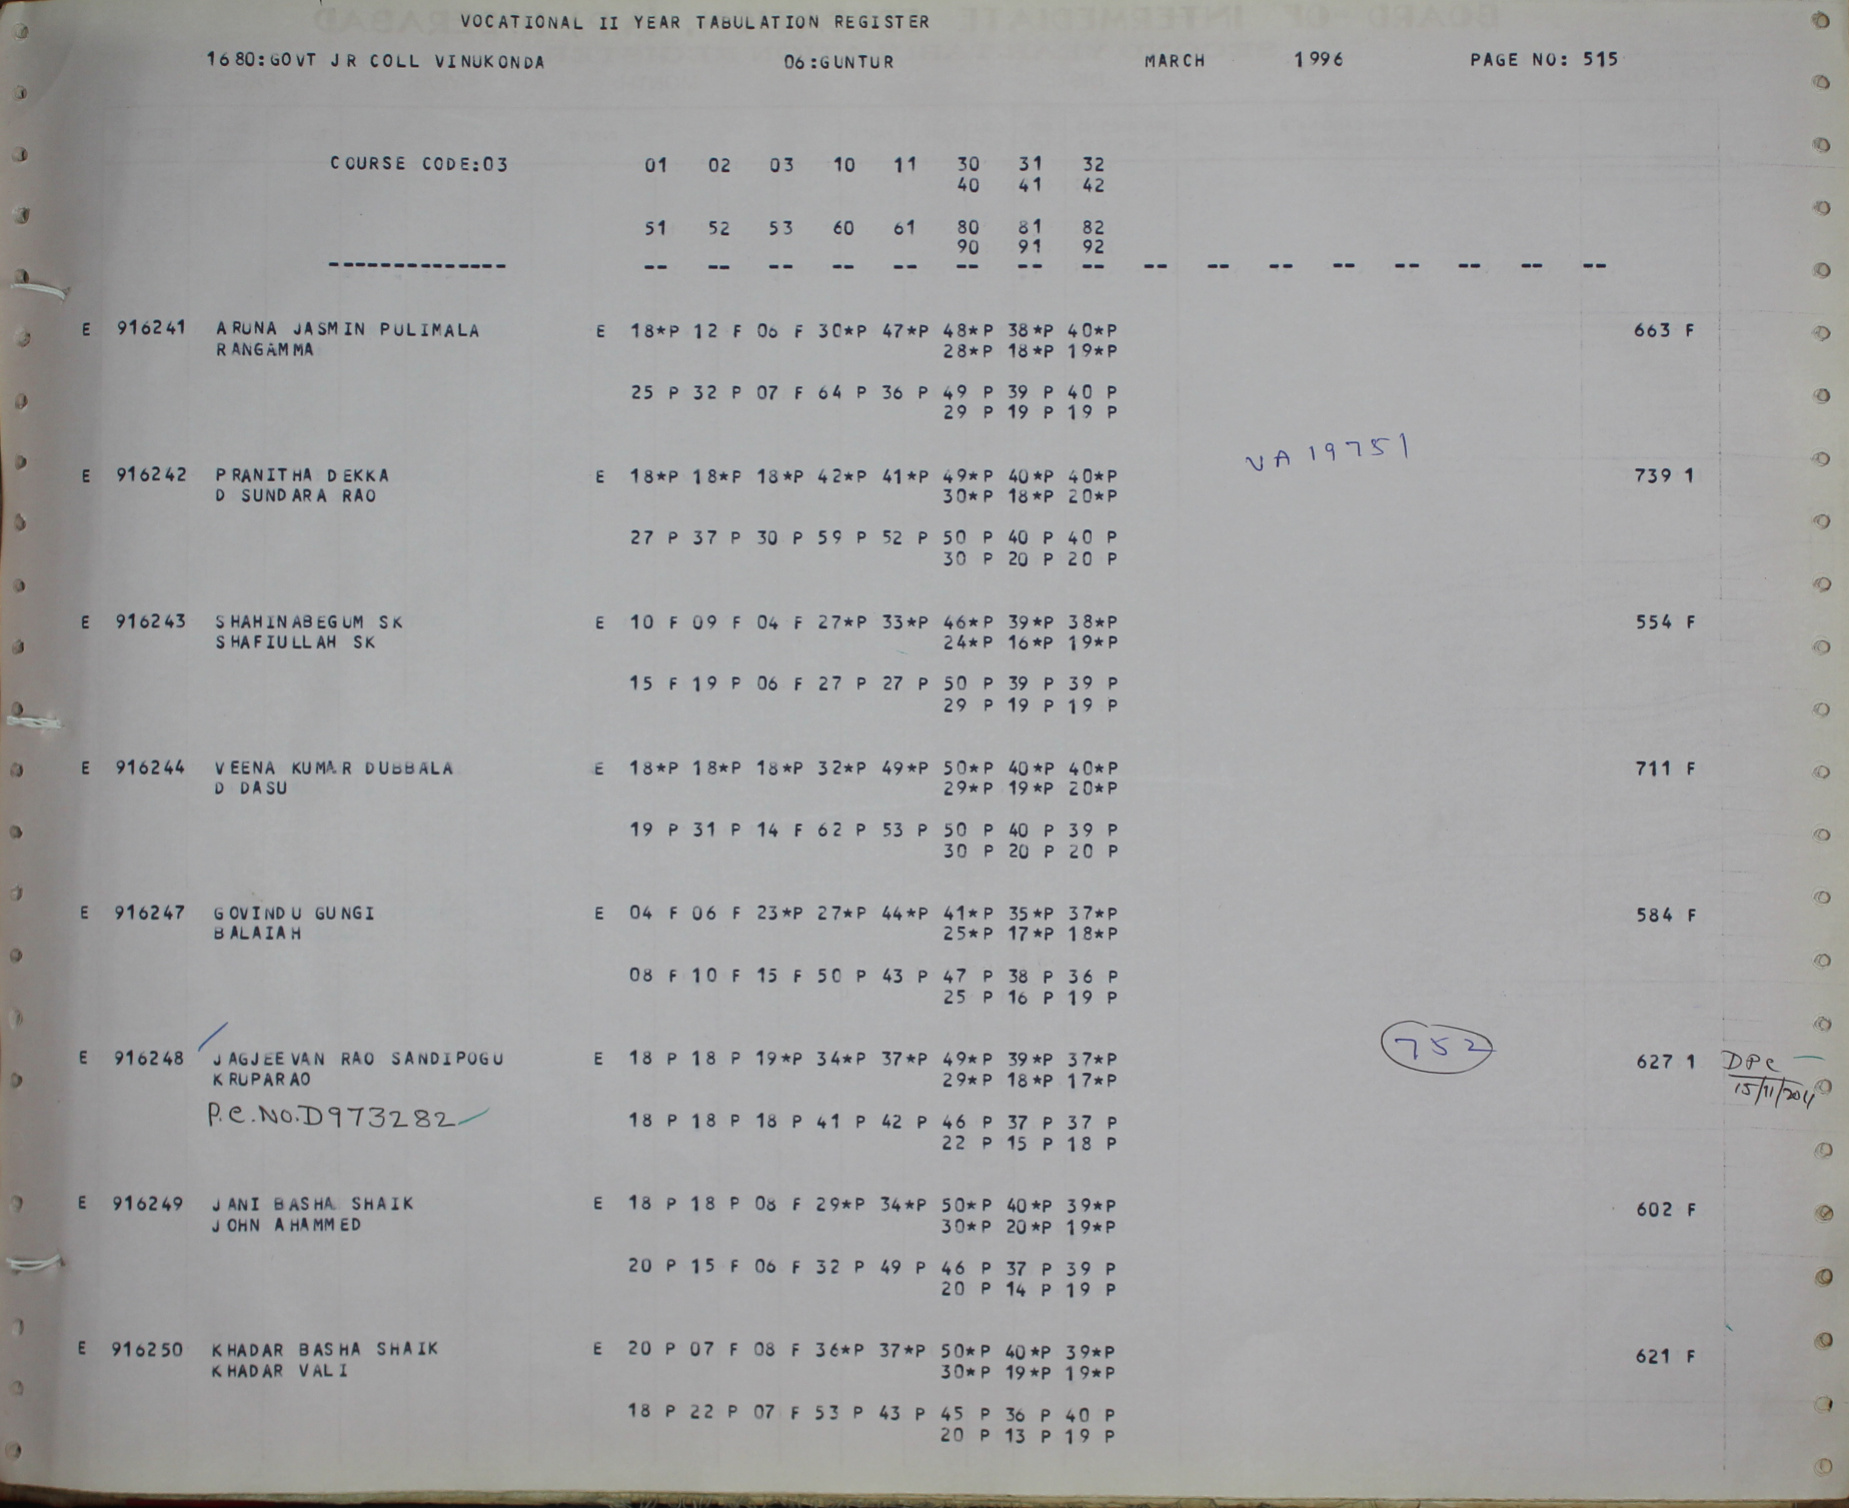 VOCATIONAL II YEAR TABULATION REGISTER
1680:GOVT JR COLL VINUKONDA 06:GUNTUR MARCH 1996 PAGE NO: 515
COURSE CODE:03 01 02 03 10 11 30 31 32
40 41 42
51 52 53 60 61 80 81 82
90 91 92
-------------- -- -- -- -- -- -- -- -- -- -- -- -- -- -- -- --
E 916241 ARUNA JASMIN PULIMALA E 18*P 12 F 06 F 30*P 47*P 48*P 38*P 40*P 663 F
RANGAMMA 28*P 18*P 19*P
25 P 32 P 07 F 64 P 36 P 49 P 39 P 40 P
29 P 19 P 19 P
VA 19751
E 916242 PRANITHA DEKKA E 18*P 18*P 18*P 42*P 41*P 49*P 40*P 40*P 739 1
D SUNDARA RAO 30*P 18*P 20*P
27 P 37 P 30 P 59 P 52 P 50 P 40 P 40 P
30 P 20 P 20 P
E 916243 SHAHINABEGUM SK E 10 F 09 F 04 F 27*P 33*P 46*P 39*P 38*P 554 F
SHAFIULLAH SK 24*P 16*P 19*P
15 F 19 P 06 F 27 P 27 P 50 P 39 P 39 P
29 P 19 P 19 P
E 916244 VEENA KUMAR DUBBALA E 18*P 18*P 18*P 32*P 49*P 50*P 40*P 40*P 711 F
D DASU 29*P 19*P 20*P
19 P 31 P 14 F 62 P 53 P 50 P 40 P 39 P
30 P 20 P 20 P
E 916247 GOVINDU GUNGI E 04 F 06 F 23*P 27*P 44*P 41*P 35*P 37*P 584 F
BALAIAH 25*P 17*P 18*P
08 F 10 F 15 F 50 P 43 P 47 P 38 P 36 P
25 P 16 P 19 P
752
E 916248 JAGJEEVAN RAO SANDIPOGU E 18 P 18 P 19*P 34*P 37*P 49*P 39*P 37*P 627 1 DPC
KRUPARAO 29*P 18*P 17*P
P.C.NO.D973282 18 P 18 P 18 P 41 P 42 P 46 P 37 P 37 P
22 P 15 P 18 P
E 916249 JANI BASHA SHAIK E 18 P 18 P 08 F 29*P 34*P 50*P 40*P 39*P 602 F
JOHN AHAMMED 30*P 20*P 19*P
20 P 15 F 06 F 32 P 49 P 46 P 37 P 39 P
20 P 14 P 19 P
E 916250 KHADAR BASHA SHAIK E 20 P 07 F 08 F 36*P 37*P 50*P 40*P 39*P 621 F
KHADAR VALI 30*P 19*P 19*P
18 P 22 P 07 F 53 P 43 P 45 P 36 P 40 P
20 P 13 P 19 P